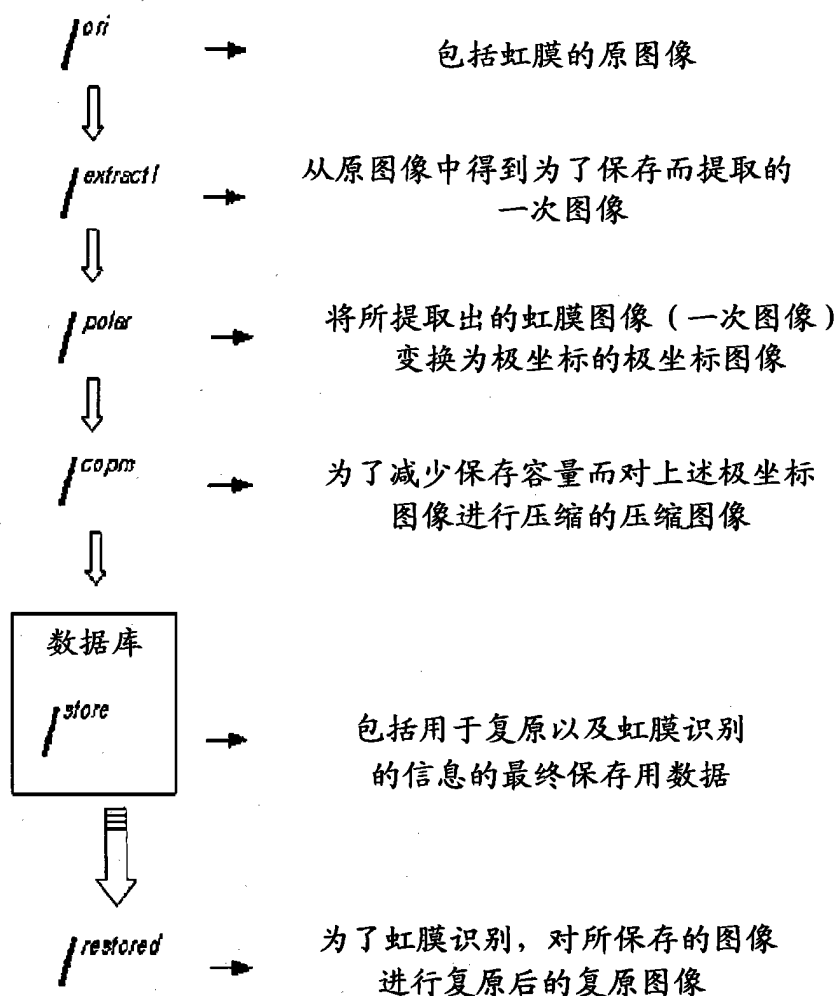 I ori
包括虹膜的原图像
I extract1
从原图像中得到为了保存而提取的
一次图像
I polar
将所提取出的虹膜图像（一次图像）
变换为极坐标的极坐标图像
I copm
为了减少保存容量而对上述极坐标
图像进行压缩的压缩图像
数据库
I store
包括用于复原以及虹膜识别
的信息的最终保存用数据
I restored
为了虹膜识别，对所保存的图像
进行复原后的复原图像